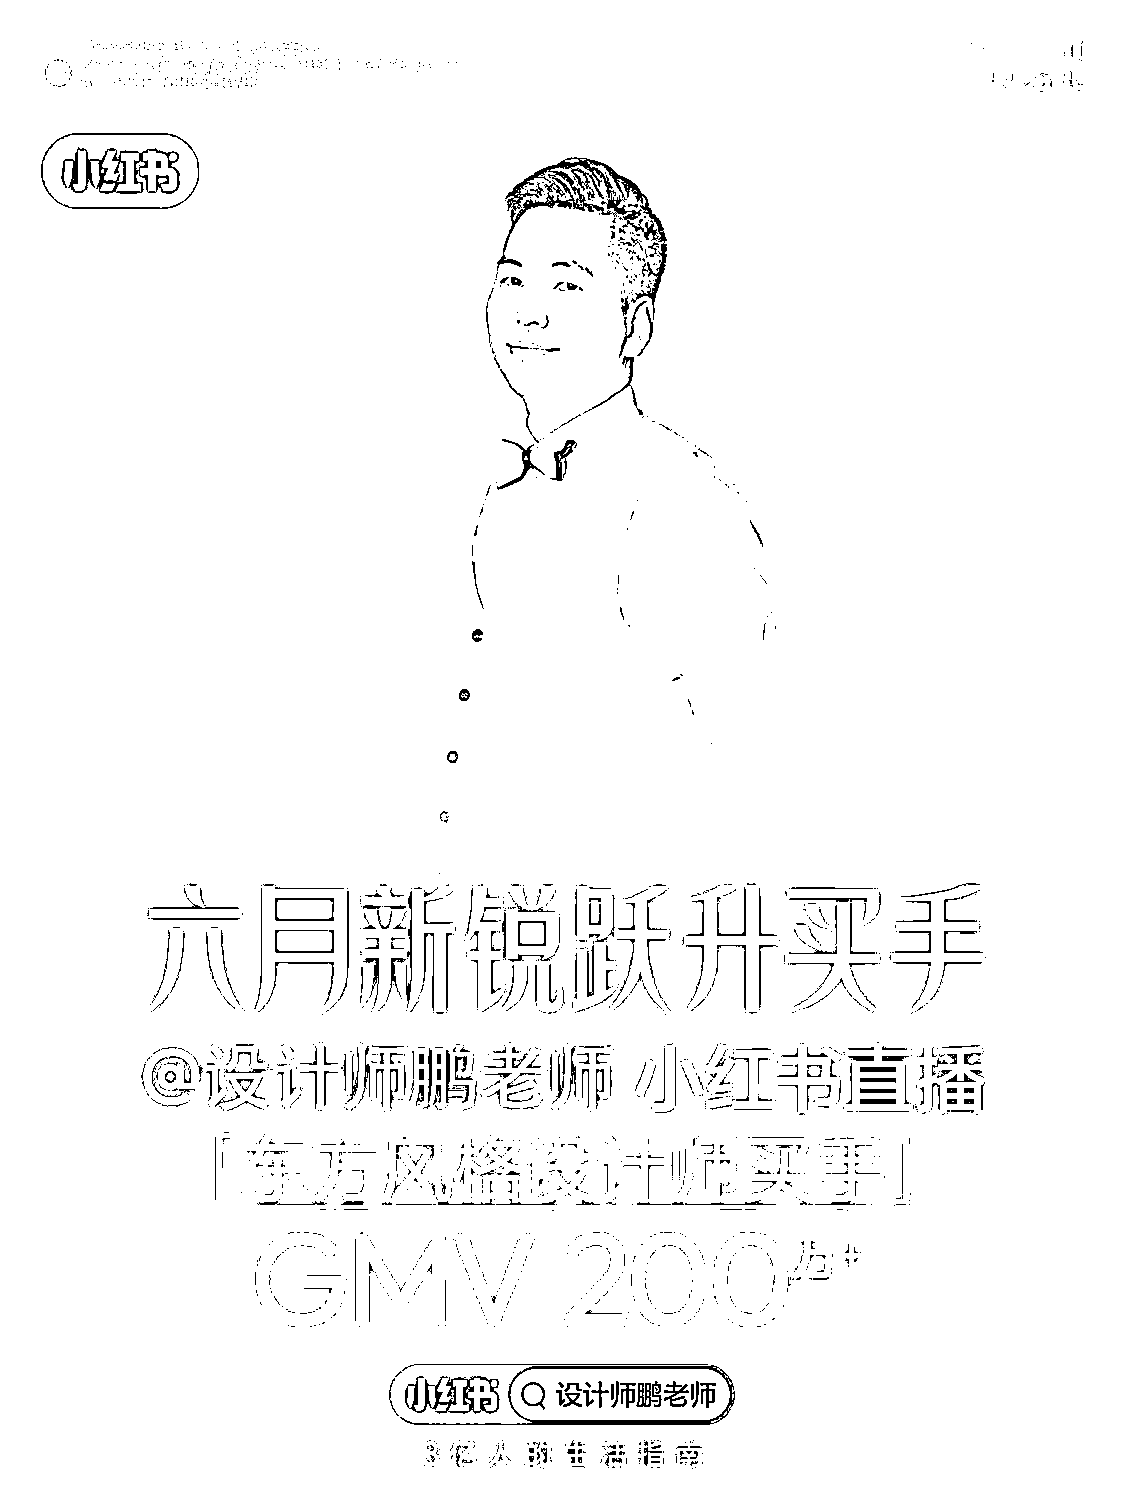 小红书
六月新锐跃升买手
@设计师鹏老师 小红书直播
「东方风格设计师买手」
GMV 200万+
小红书 设计师鹏老师
3亿人的生活指南